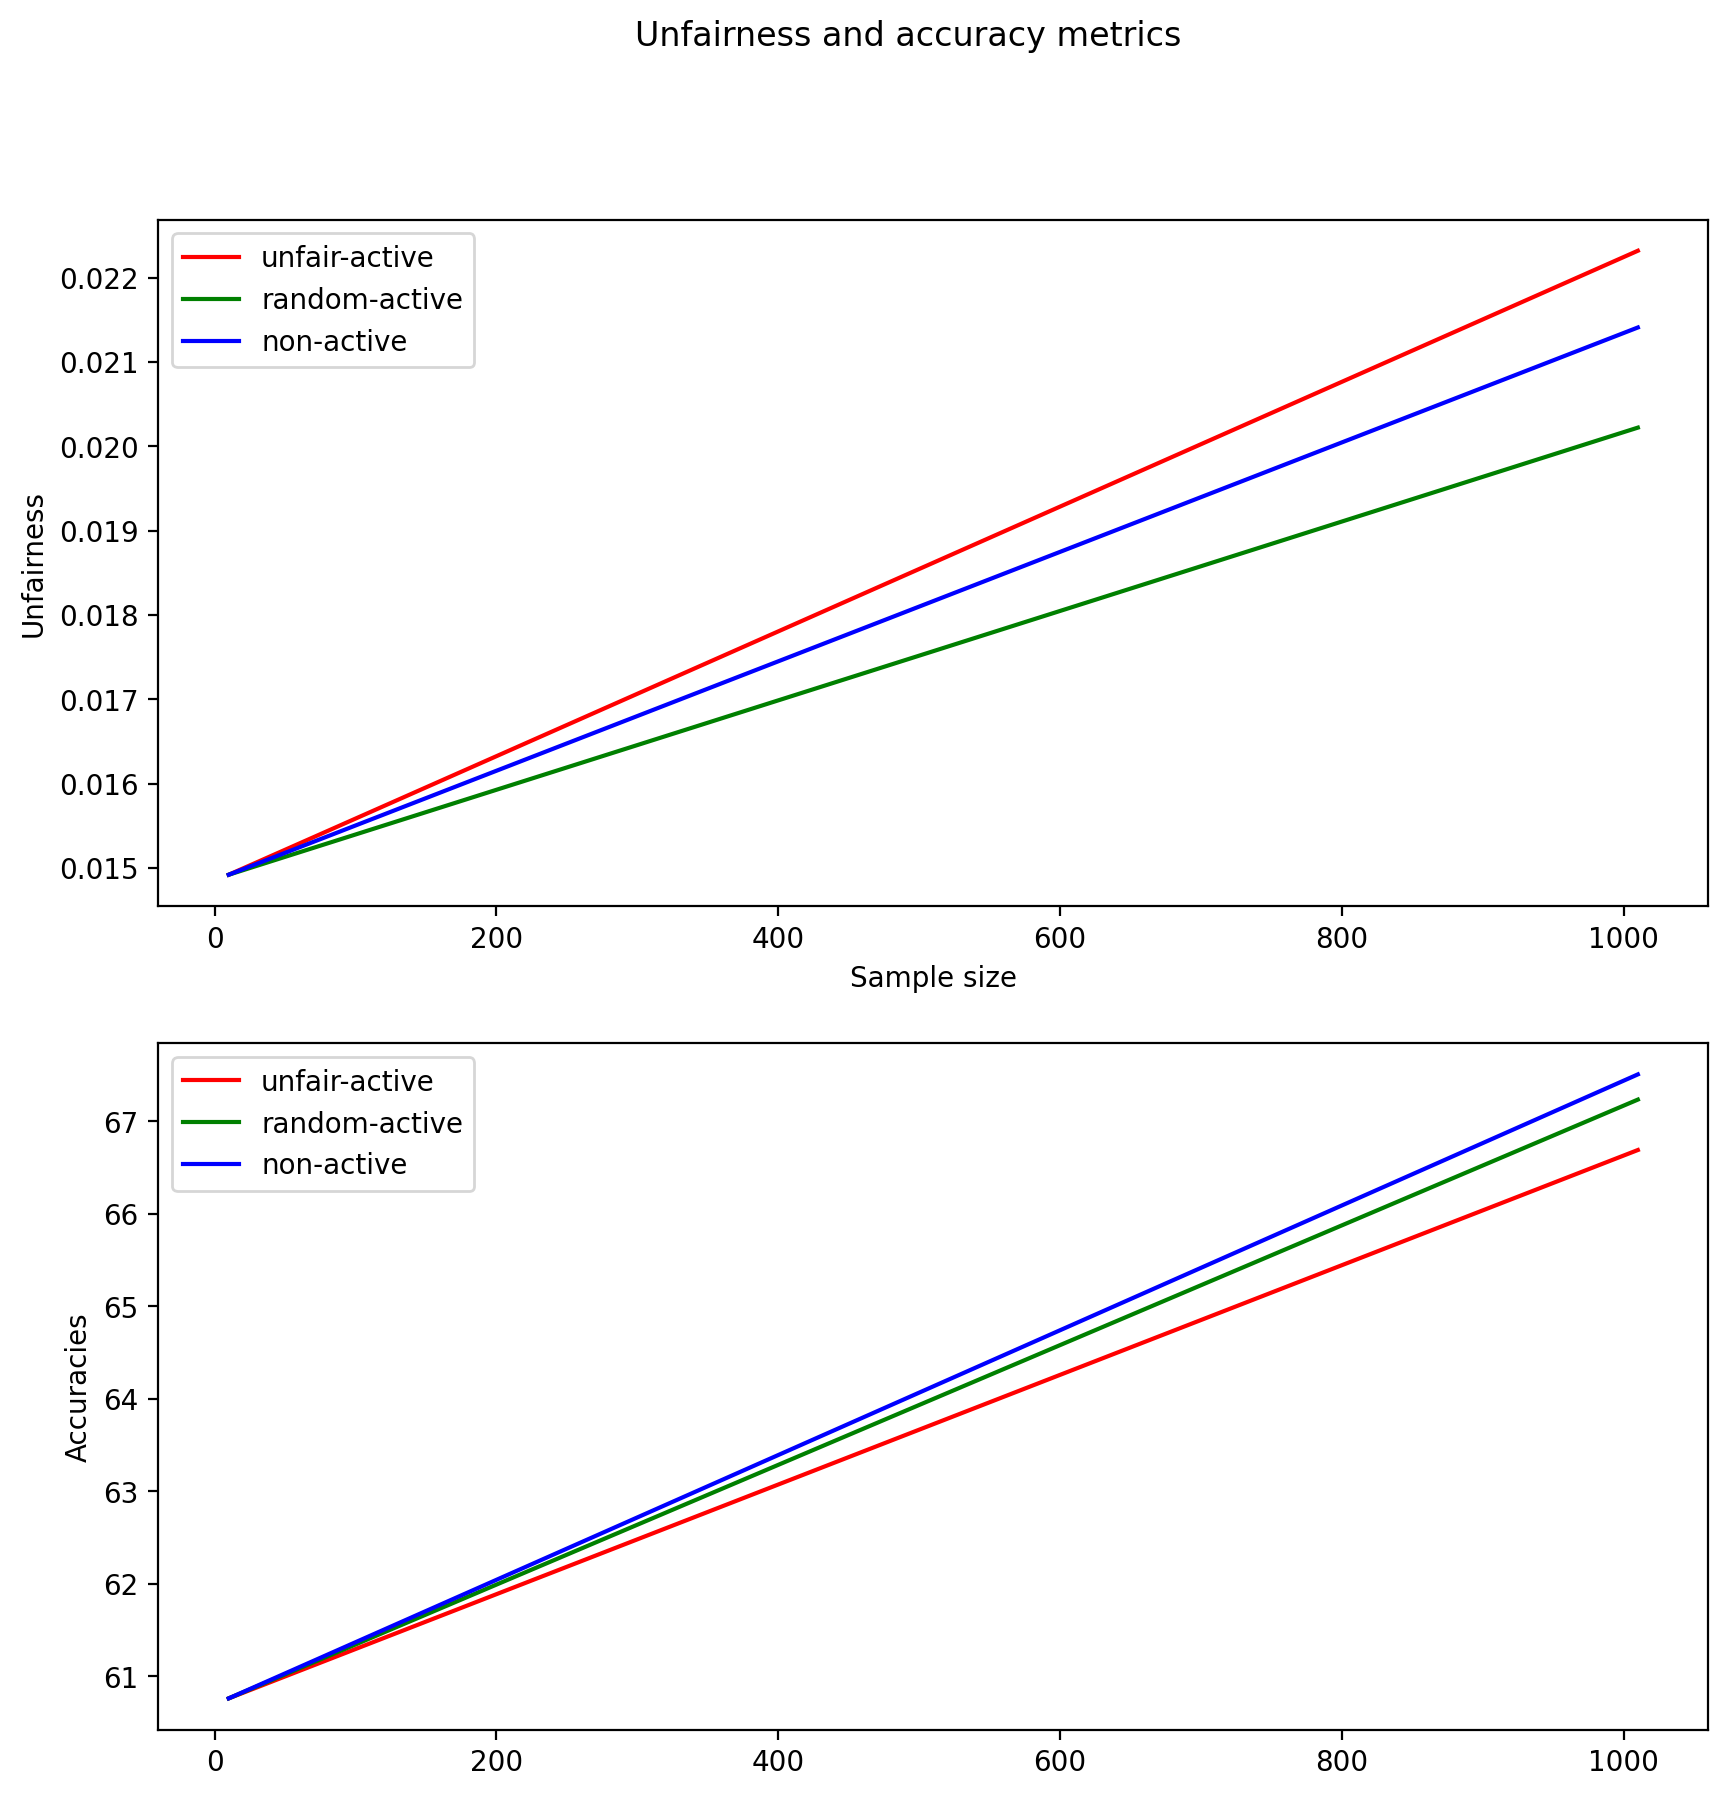 Unfairness and accuracy metrics
unfair-active
random-active
non-active
0.022
0.021
0.020
0.019
0.018
0.017
0.016
0.015
Unfairness
0 200 400 600 800 1000
Sample size
unfair-active
random-active
non-active
67
66
65
64
63
62
61
Accuracies
0 200 400 600 800 1000